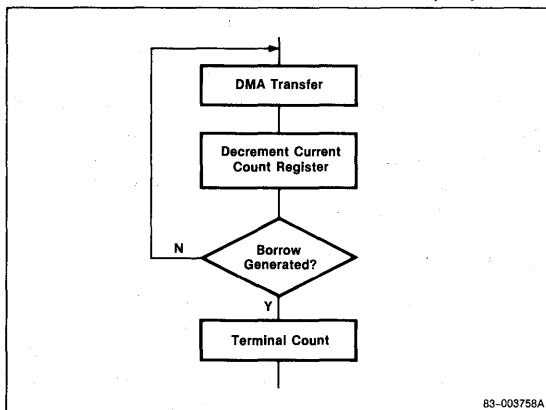 DMA Transfer
Decrement Current
Count Register
N
Borrow
Generated?
Y
Terminal Count
83-003758A